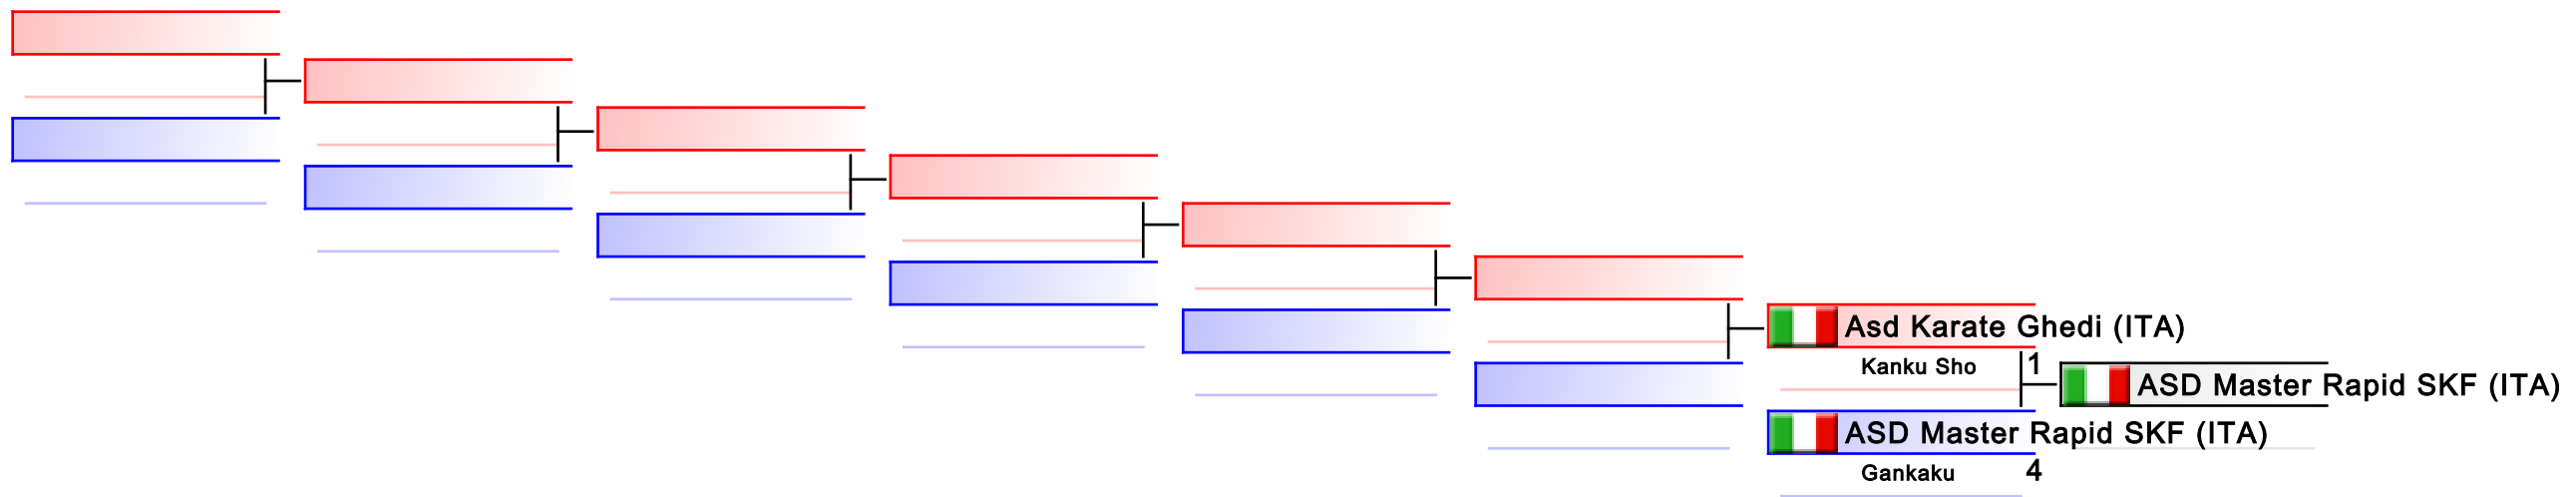 Asd Karate Ghedi (ITA)
Kanku Sho 1
ASD Master Rapid SKF (ITA)
ASD Master Rapid SKF (ITA)
Gankaku 4